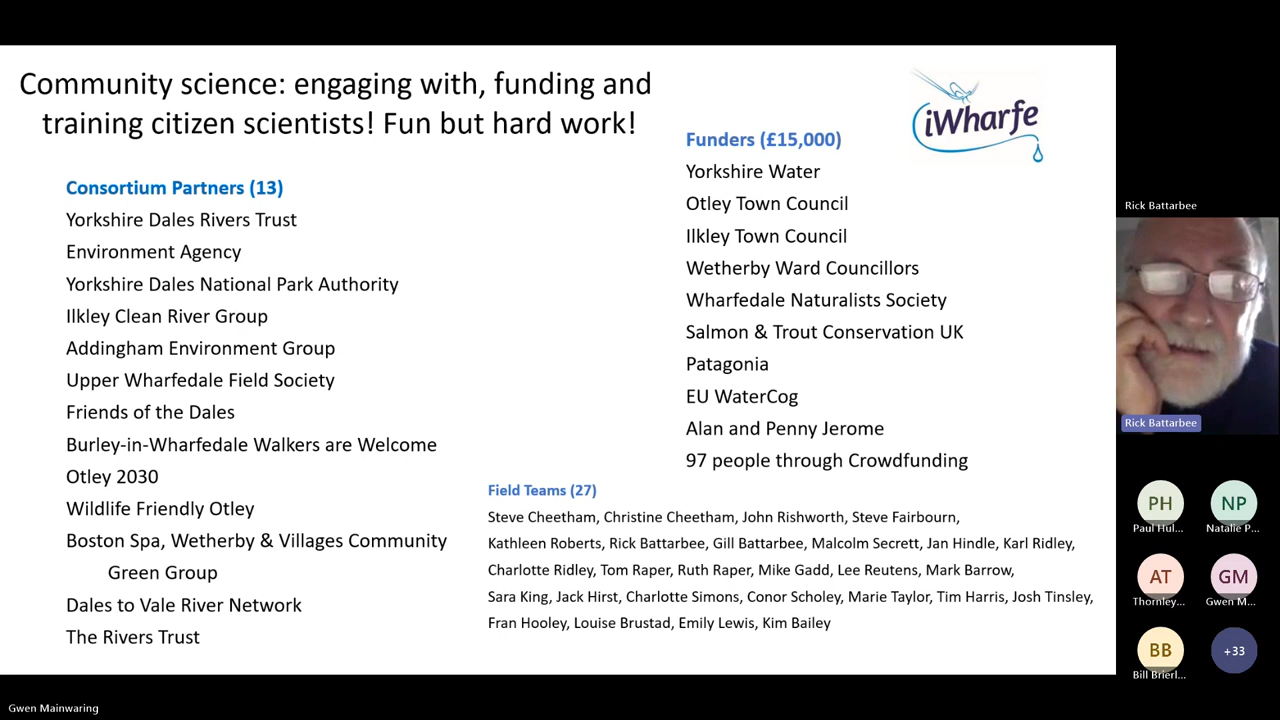 Community science: engaging with, funding and
training citizen scientists! Fun but hard work!
iWharfe
Consortium Partners (13)
Yorkshire Dales Rivers Trust
Environment Agency
Yorkshire Dales National Park Authority
Ilkley Clean River Group
Addingham Environment Group
Upper Wharfedale Field Society
Friends of the Dales
Burley-in-Wharfedale Walkers are Welcome
Otley 2030
Wildlife Friendly Otley
Boston Spa, Wetherby & Villages Community
Green Group
Dales to Vale River Network
The Rivers Trust
Funders (£15,000)
Yorkshire Water
Otley Town Council
Ilkley Town Council
Wetherby Ward Councillors
Wharfedale Naturalists Society
Salmon & Trout Conservation UK
Patagonia
EU WaterCog
Alan and Penny Jerome
97 people through Crowdfunding
Field Teams (27)
Steve Cheetham, Christine Cheetham, John Rishworth, Steve Fairbourn,
Kathleen Roberts, Rick Battarbee, Gill Battarbee, Malcolm Secrett, Jan Hindle, Karl Ridley,
Charlotte Ridley, Tom Raper, Ruth Raper, Mike Gadd, Lee Reutens, Mark Barrow,
Sara King, Jack Hirst, Charlotte Simons, Conor Scholey, Marie Taylor, Tim Harris, Josh Tinsley,
Fran Hooley, Louise Brustad, Emily Lewis, Kim Bailey
Rick Battarbee
Rick Battarbee
PH
Paul Hul...
NP
Natalie P...
AT
Thornley...
GM
Gwen M...
BB
Bill Brierl...
+33
Gwen Mainwaring